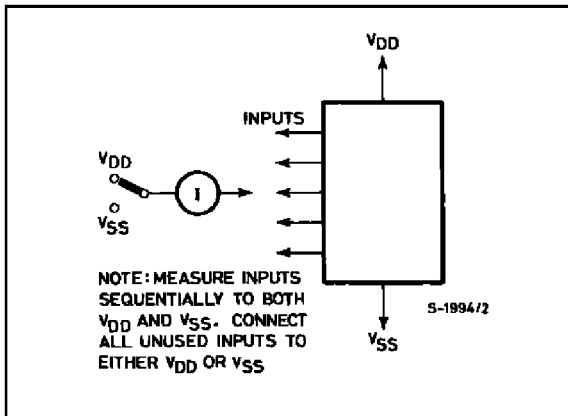 VDD
INPUTS
VDD
I
VSS
NOTE: MEASURE INPUTS
SEQUENTIALLY TO BOTH
VDD AND VSS. CONNECT
ALL UNUSED INPUTS TO
EITHER VDD OR VSS
S-1994/2
VSS